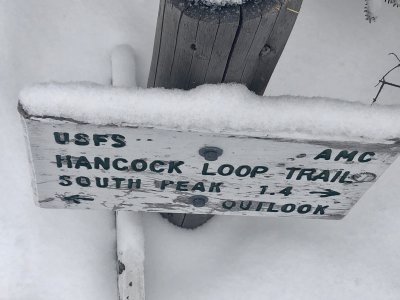 USFS AMC
HANCOCK LOOP TRAIL
SOUTH PEAK 1.4 →
← OUTLOOK